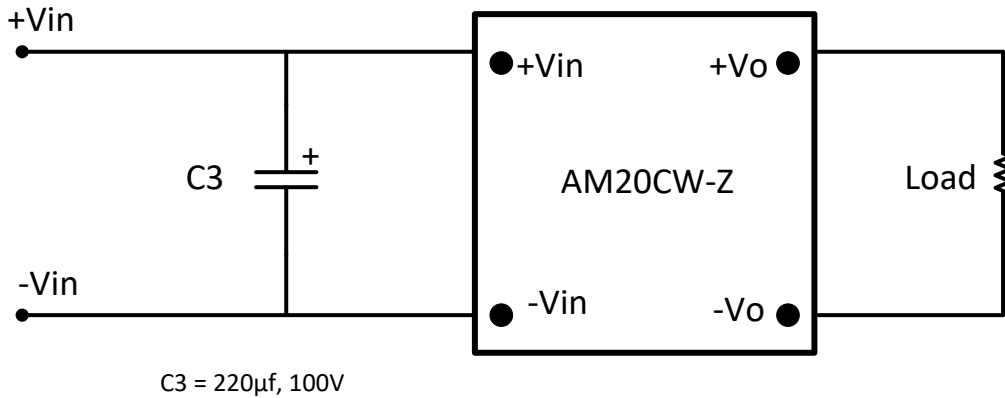 +Vin
+Vin
+Vo
C3
+
AM20CW-Z
Load
-Vin
-Vin
-Vo
C3 = 220µf, 100V